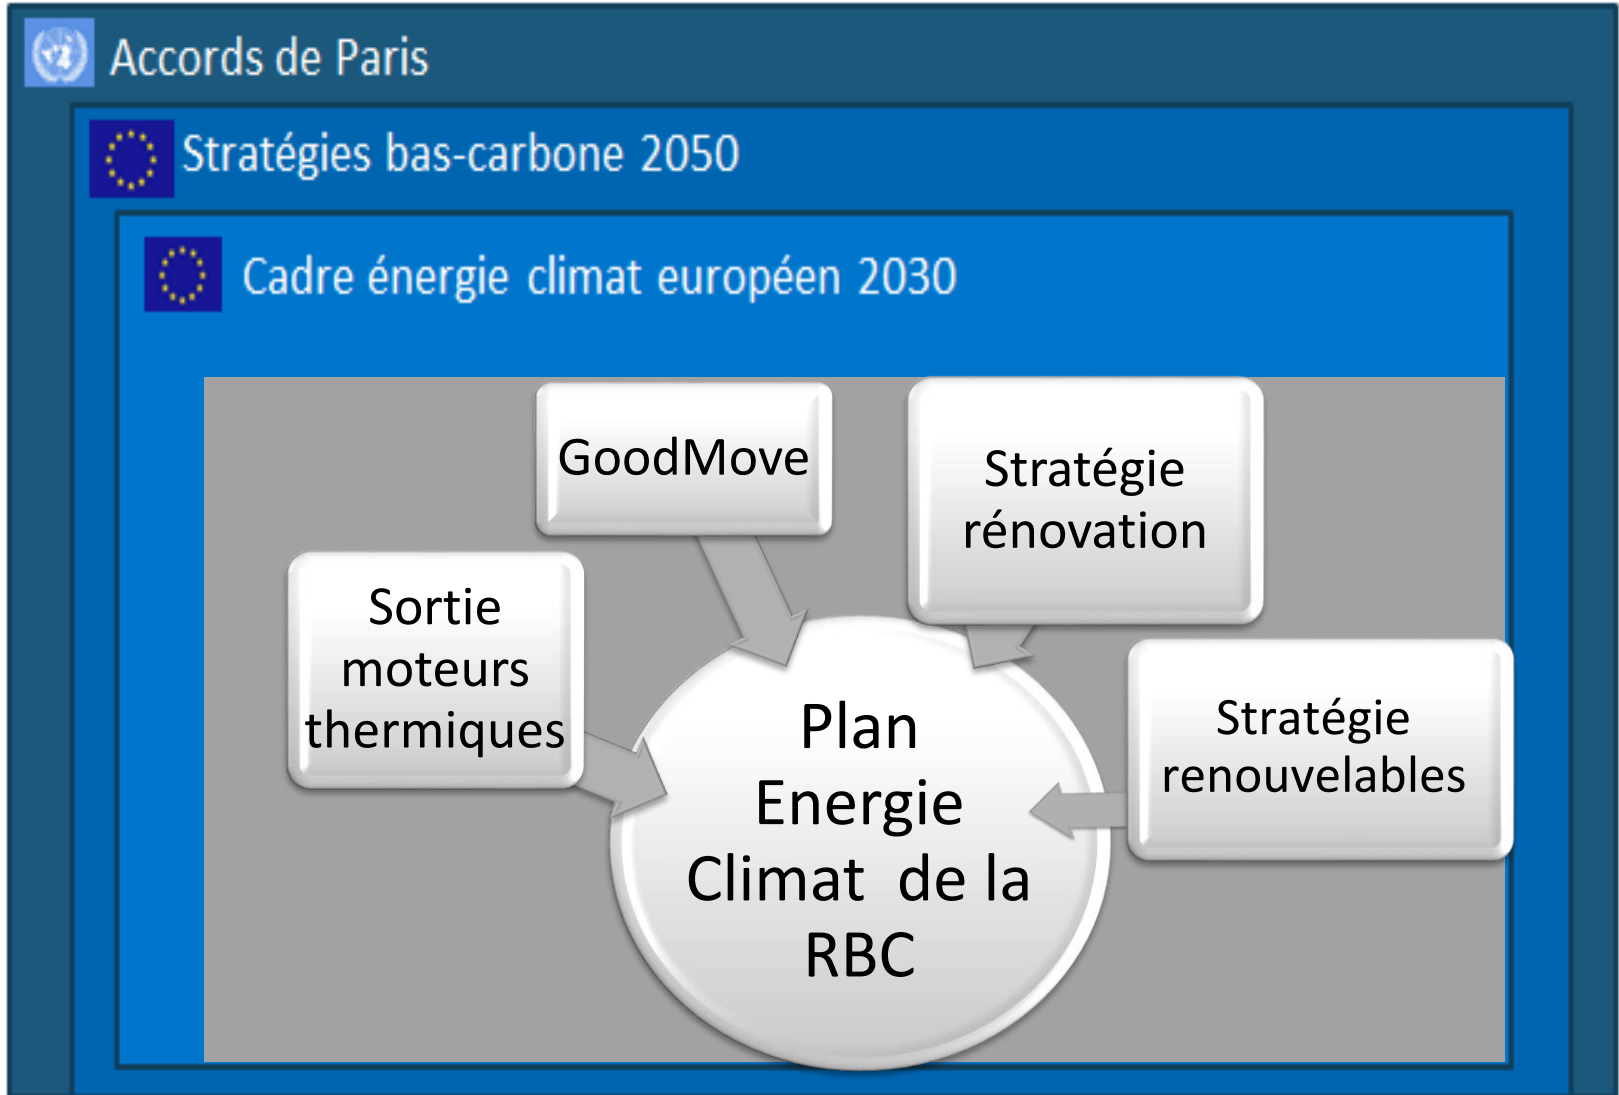 Accords de Paris
Stratégies bas-carbone 2050
Cadre énergie climat européen 2030
GoodMove
Stratégie
rénovation
Sortie
moteurs
thermiques
Stratégie
renouvelables
Plan
Energie
Climat de la
RBC